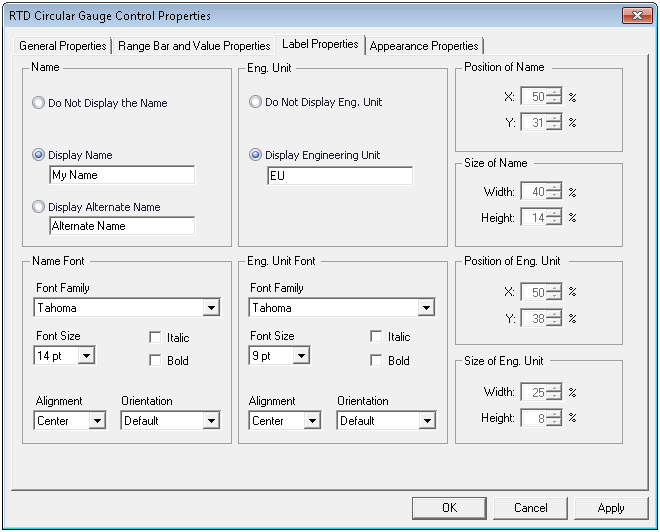 RTD Circular Gauge Control Properties
General Properties
Range Bar and Value Properties
Label Properties
Appearance Properties
Name
Do Not Display the Name
Display Name
My Name
Display Alternate Name
Alternate Name
Eng. Unit
Do Not Display Eng. Unit
Display Engineering Unit
EU
Position of Name
X: 50 %
Y: 31 %
Size of Name
Width: 40 %
Height: 14 %
Name Font
Font Family
Tahoma
Font Size
14 pt
Italic
Bold
Alignment
Center
Orientation
Default
Eng. Unit Font
Font Family
Tahoma
Font Size
9 pt
Italic
Bold
Alignment
Center
Orientation
Default
Position of Eng. Unit
X: 50 %
Y: 38 %
Size of Eng. Unit
Width: 25 %
Height: 8 %
OK
Cancel
Apply